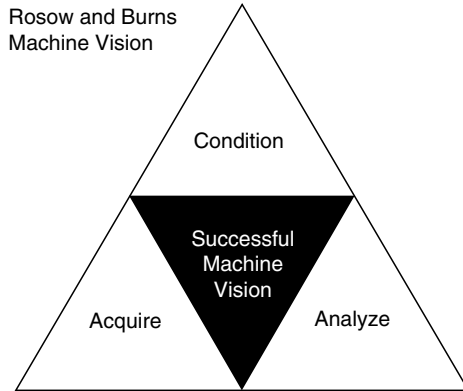 Rosow and Burns
Machine Vision
Condition
Successful
Machine
Vision
Acquire
Analyze